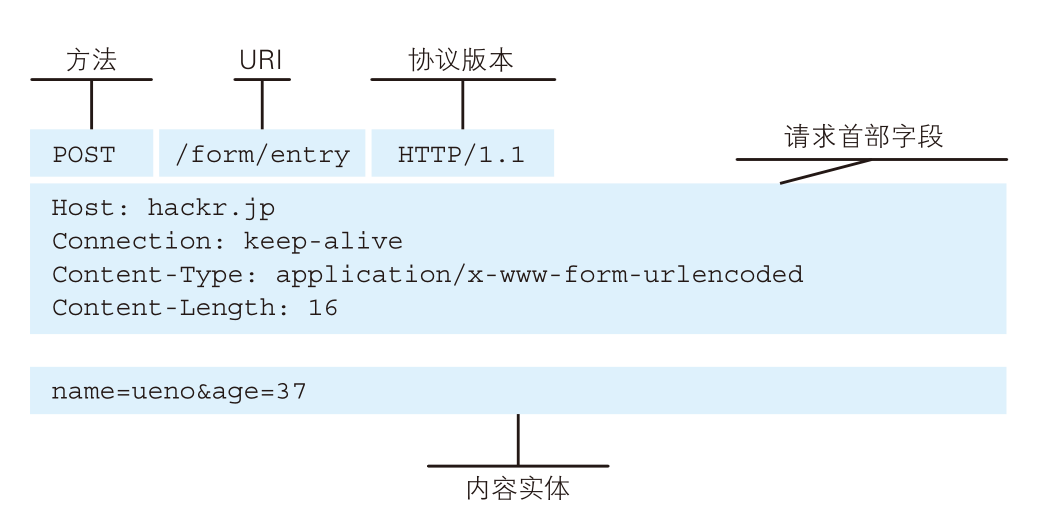 方法 URI 协议版本
请求首部字段
POST /form/entry HTTP/1.1
Host: hackr.jp
Connection: keep-alive
Content-Type: application/x-www-form-urlencoded
Content-Length: 16
name=ueno&age=37
内容实体